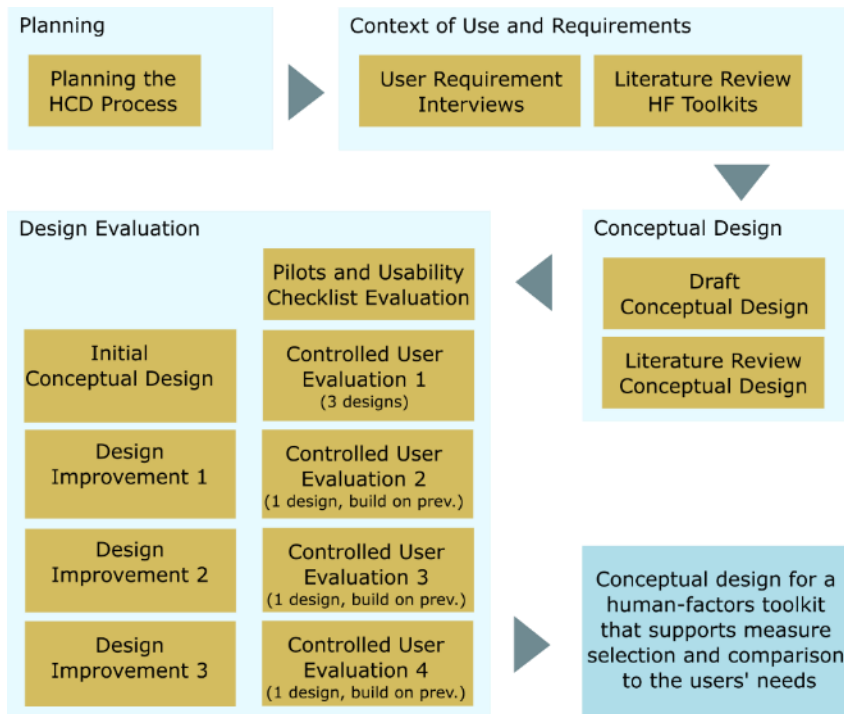 Planning
Planning the
HCD Process
Context of Use and Requirements
User Requirement
Interviews
Literature Review
HF Toolkits
Conceptual Design
Draft
Conceptual Design
Literature Review
Conceptual Design
Design Evaluation
Pilots and Usability
Checklist Evaluation
Initial
Conceptual Design
Controlled User
Evaluation 1
(3 designs)
Design
Improvement 1
Controlled User
Evaluation 2
(1 design, build on prev.)
Design
Improvement 2
Controlled User
Evaluation 3
(1 design, build on prev.)
Design
Improvement 3
Controlled User
Evaluation 4
(1 design, build on prev.)
Conceptual design for a
human-factors toolkit
that supports measure
selection and comparison
to the users' needs